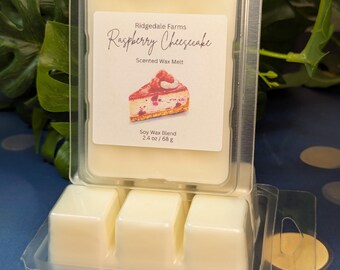 Ridgedale Farms
Raspberry Cheesecake
Scented Wax Melt
Soy Wax Blend
2.4 oz / 68 g